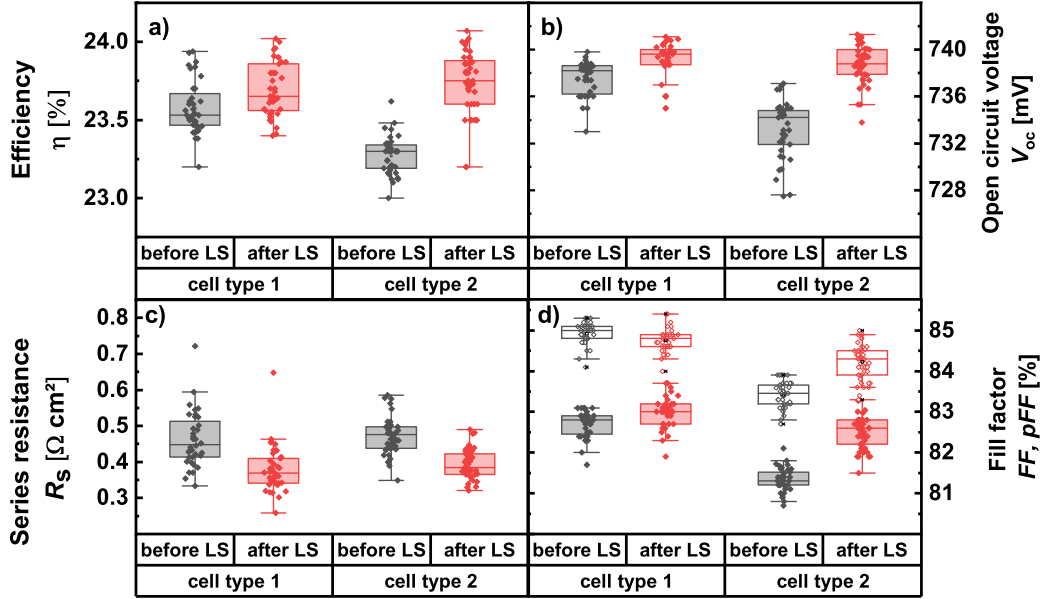 a)
b)
24.0
23.5
23.0
Efficiency
η [%]
740
736
732
728
Open circuit voltage
Voc [mV]
before LS
after LS
before LS
after LS
before LS
after LS
before LS
after LS
cell type 1
cell type 2
cell type 1
cell type 2
c)
d)
0.8
0.7
0.6
0.5
0.4
0.3
Series resistance
RS [Ω cm²]
85
84
83
82
81
Fill factor
FF, pFF [%]
before LS
after LS
before LS
after LS
before LS
after LS
before LS
after LS
cell type 1
cell type 2
cell type 1
cell type 2